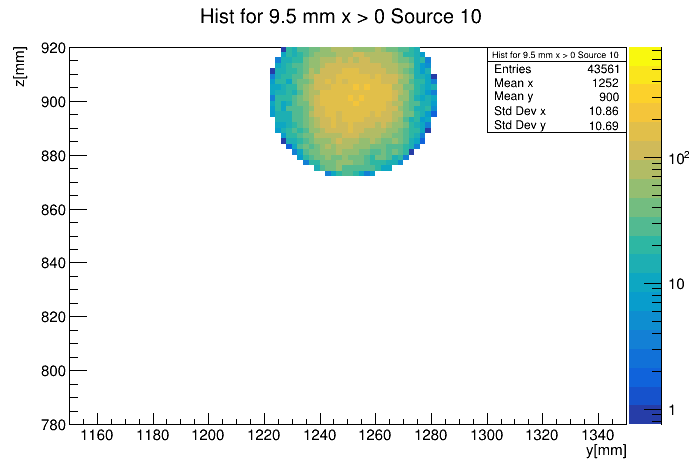 Hist for 9.5 mm x > 0 Source 10
z[mm]
920
900
880
860
840
820
800
780
1160
1180
1200
1220
1240
1260
1280
1300
1320
1340
y[mm]
Hist for 9.5 mm x > 0 Source 10
Entries 43561
Mean x 1252
Mean y 900
Std Dev x 10.86
Std Dev y 10.69
10²
10
1